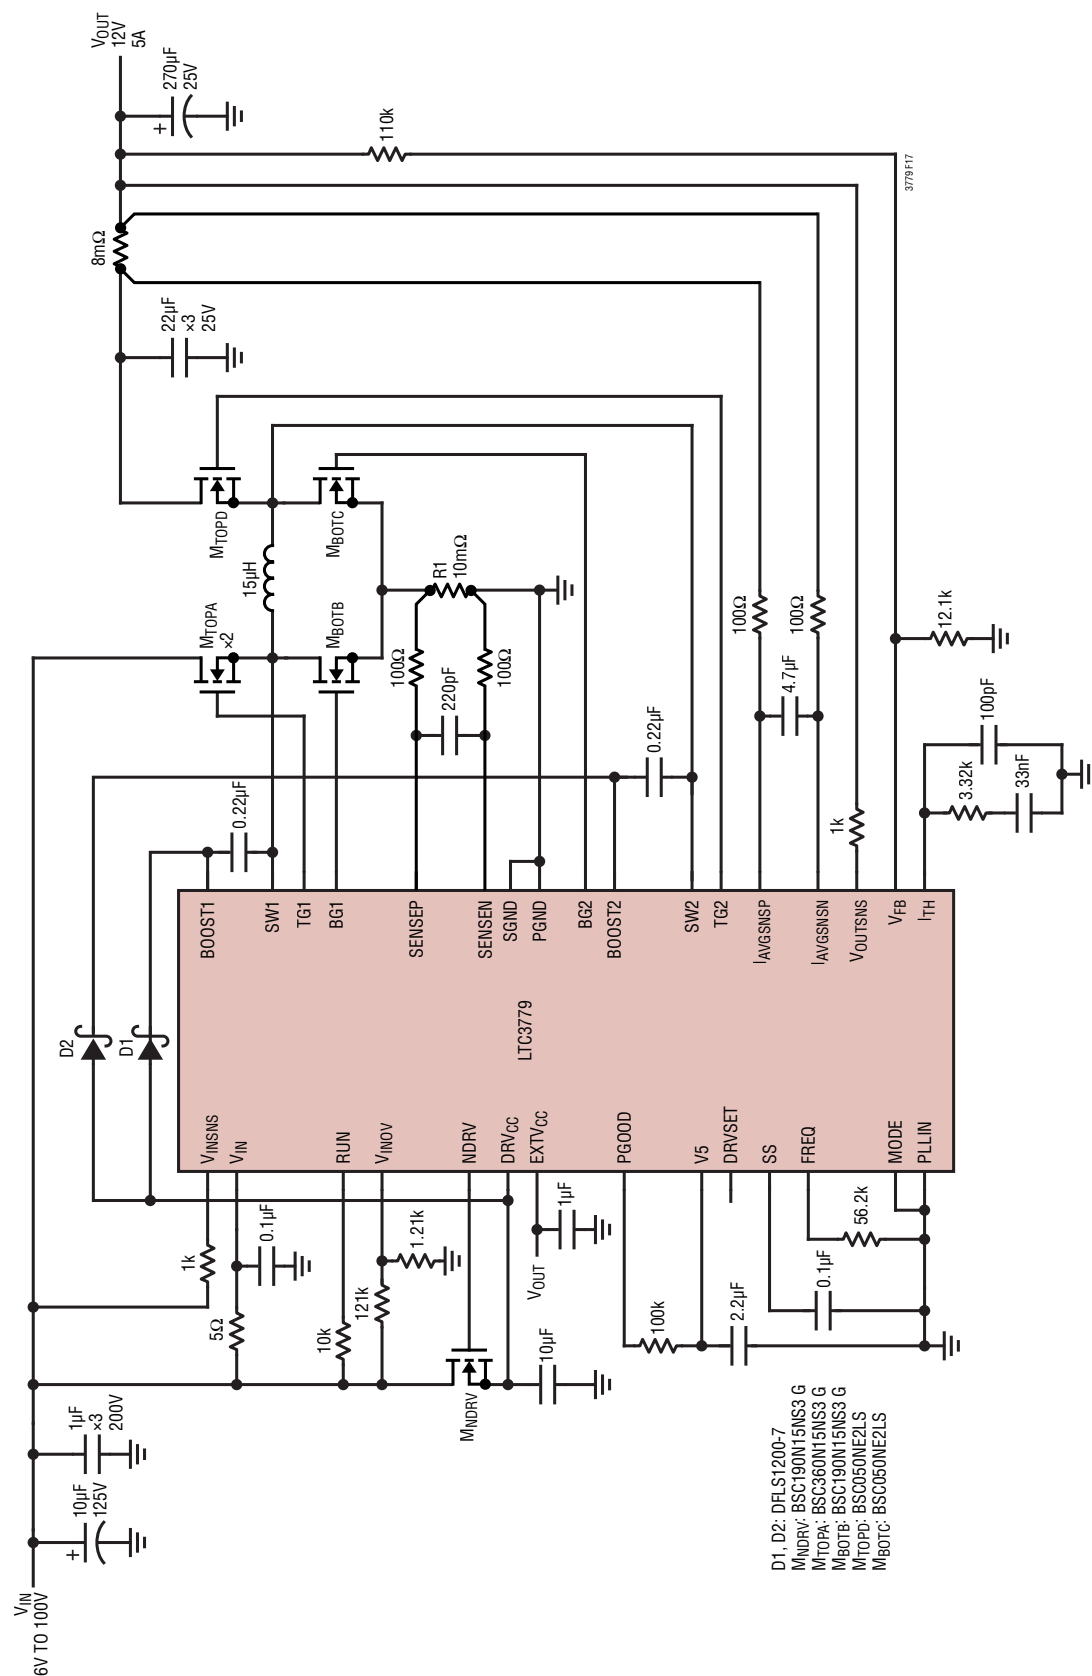 VIN
6V TO 100V
10µF
125V
+
1µF
×3
200V
5Ω
1k
0.1µF
10k
121k
1.21k
MNDRV
10µF
VOUT
1µF
100k
2.2µF
0.1µF
56.2k
D2
D1
VINSNS
VIN
RUN
VINOV
NDRV
DRVCC
EXTVCC
PGOOD
V5
DRVSET
SS
FREQ
MODE
PLLIN
LTC3779
BOOST1
SW1
TG1
BG1
SENSEP
SENSEN
SGND
PGND
BG2
BOOST2
SW2
TG2
IAVGSNSP
IAVGSNSN
VOUTSNS
VFB
ITH
0.22µF
MTOPA
×2
MBOTB
15µH
MTOPD
MBOTC
100Ω
220pF
100Ω
R1
10mΩ
0.22µF
100Ω
4.7µF
100Ω
1k
3.32k
33nF
100pF
12.1k
22µF
×3
25V
8mΩ
110k
+
270µF
25V
VOUT
12V
5A
D1, D2: DFLS1200-7
MNDRV: BSC190N15NS3 G
MTOPA: BSC360N15NS3 G
MBOTB: BSC190N15NS3 G
MTOPD: BSC050NE2LS
MBOTC: BSC050NE2LS
3779 F17